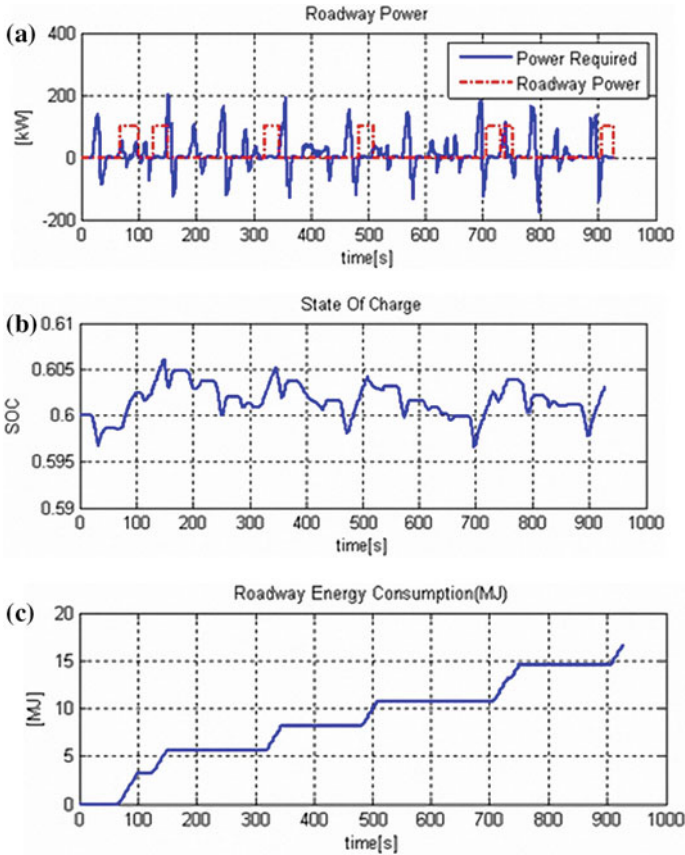 Roadway Power
(a)
400
200
0
-200
[kW]
Power Required
Roadway Power
0 100 200 300 400 500 600 700 800 900 1000
time[s]
State Of Charge
(b)
0.61
0.605
0.6
0.595
0.59
SOC
0 100 200 300 400 500 600 700 800 900 1000
time[s]
Roadway Energy Consumption(MJ)
(c)
20
15
10
5
0
[MJ]
0 100 200 300 400 500 600 700 800 900 1000
time[s]